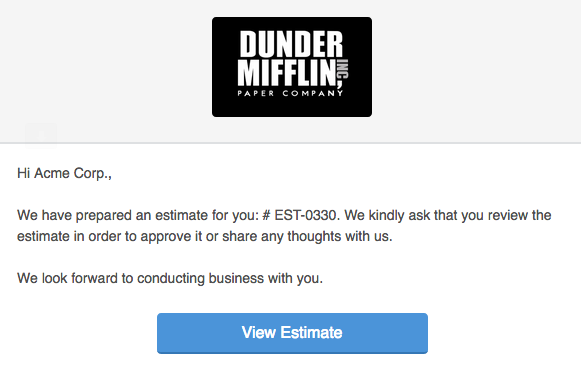 DUNDER
MIFFLIN, INC
PAPER COMPANY
Hi Acme Corp.,
We have prepared an estimate for you: # EST-0330. We kindly ask that you review the
estimate in order to approve it or share any thoughts with us.
We look forward to conducting business with you.
View Estimate